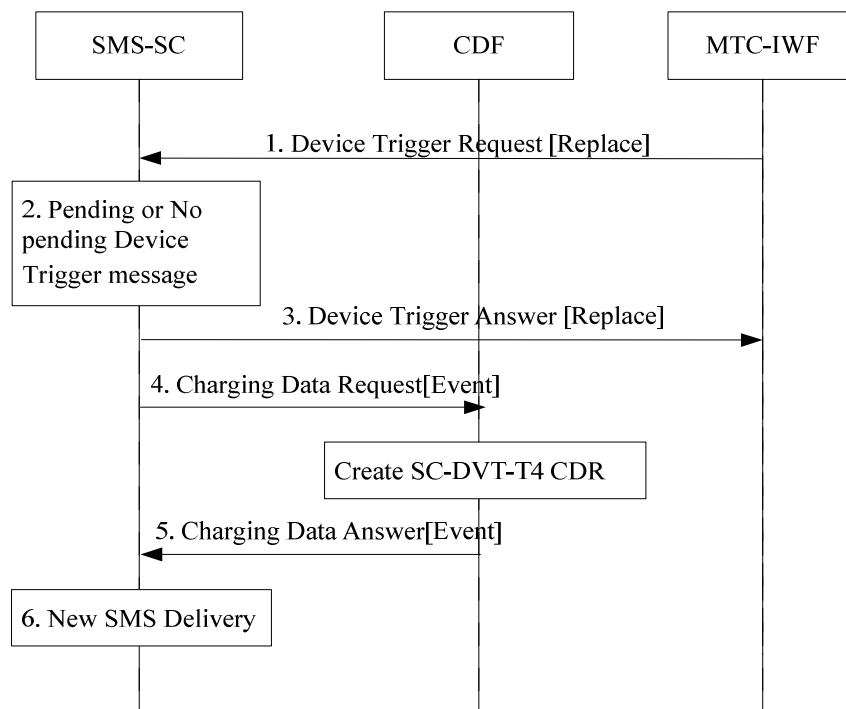 SMS-SC
CDF
MTC-IWF
1. Device Trigger Request [Replace]
2. Pending or No
pending Device
Trigger message
3. Device Trigger Answer [Replace]
4. Charging Data Request[Event]
Create SC-DVT-T4 CDR
5. Charging Data Answer[Event]
6. New SMS Delivery